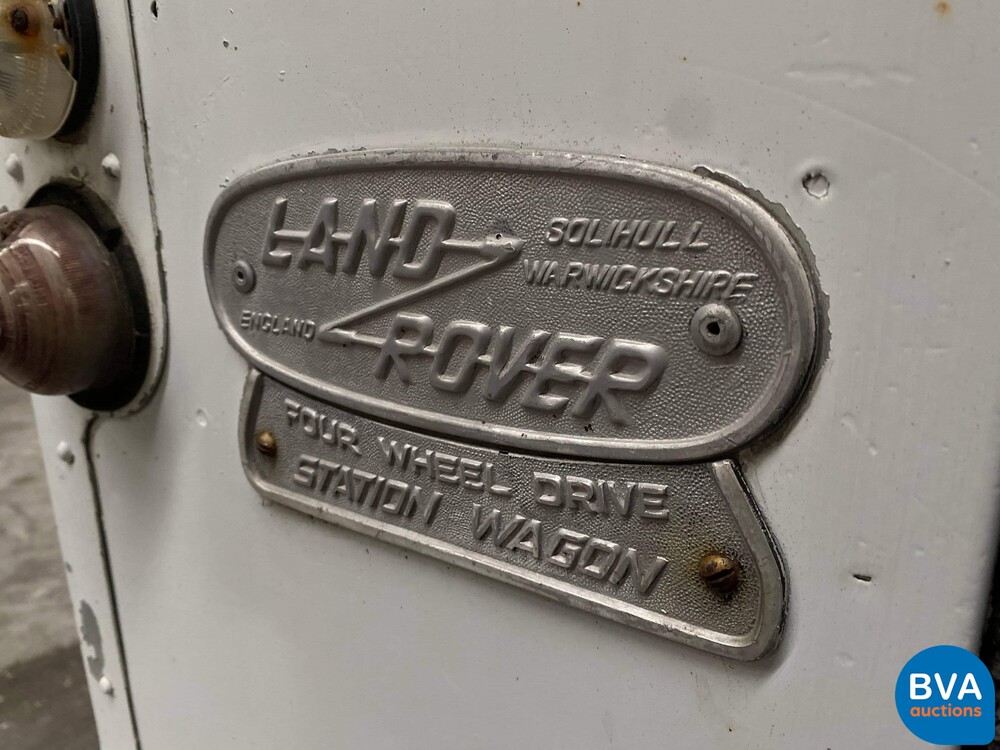 LAND
SOLIHULL
WARWICKSHIRE
ENGLAND
ROVER
FOUR WHEEL DRIVE
STATION WAGON
BVA
auctions